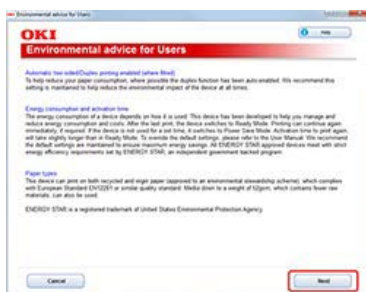 Environmental advice for Users
OKI
Help
Environmental advice for Users
Automatic two-sided/Duplex printing enabled (where fitted)
To help reduce your paper consumption, where possible the duplex function has been auto-enabled. We recommend this
setting is maintained to help reduce the environmental impact of the device at all times.
Energy consumption and activation time
The energy consumption of a device depends on how it is used. This device has been developed to help you manage and
reduce energy consumption and costs. After the last print, the device switches to Ready Mode. Printing can continue again
immediately, if required. If the device is not used for a set time, it switches to Power Save Mode. Activation time to print again,
will take slightly longer than in Ready Mode. To override the default settings, please refer to the User Manual. We recommend
the default settings are maintained to ensure maximum energy savings. All ENERGY STAR approved devices meet with strict
energy efficiency requirements set by ENERGY STAR, an independent government backed program.
Paper types
This device can print on both recycled and virgin paper (approved to an environmental stewardship scheme), which complies
with European Standard EN12281 or similar quality standard. Media down to a weight of 62gsm, which contains fewer raw
materials, can also be used.
ENERGY STAR is a registered trademark of United States Environmental Protection Agency.
Cancel
Next